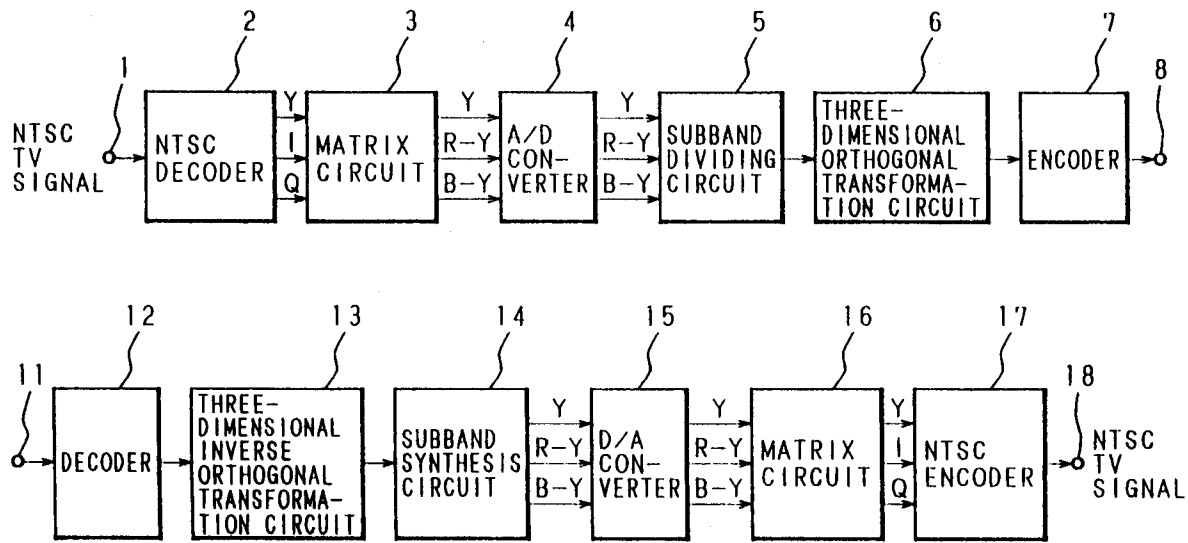 1
2
3
4
5
6
7
8
NTSC
TV
SIGNAL
NTSC
DECODER
Y
I
Q
MATRIX
CIRCUIT
Y
R-Y
B-Y
A/D
CON-
VERTER
Y
R-Y
B-Y
SUBBAND
DIVIDING
CIRCUIT
THREE-
DIMENSIONAL
ORTHOGONAL
TRANSFORMA-
TION CIRCUIT
ENCODER
11
12
13
14
15
16
17
18
DECODER
THREE-
DIMENSIONAL
INVERSE
ORTHOGONAL
TRANSFORMA-
TION CIRCUIT
SUBBAND
SYNTHESIS
CIRCUIT
Y
R-Y
B-Y
D/A
CON-
VERTER
Y
R-Y
B-Y
MATRIX
CIRCUIT
Y
I
Q
NTSC
ENCODER
NTSC
TV
SIGNAL